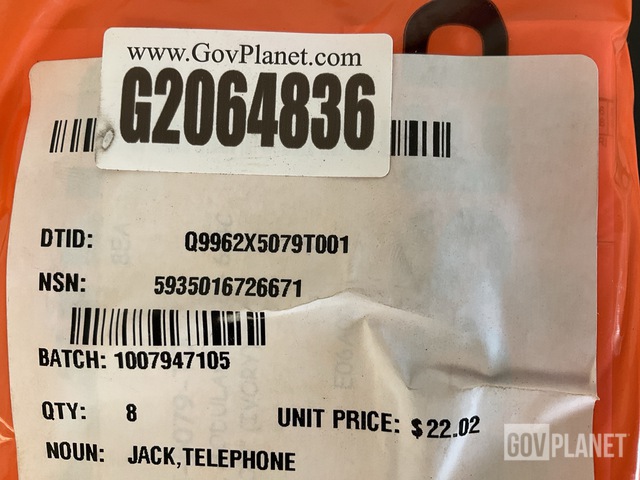 www.GovPlanet.com
G2064836
DTID: Q9962X5079T001
NSN: 5935016726671
BATCH: 1007947105
QTY: 8 UNIT PRICE: $22.02
NOUN: JACK,TELEPHONE
GOVPLANET